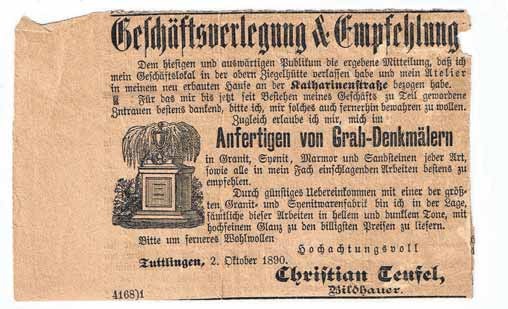 Geschäftsverlegung & Empfehlung
Dem hiesigen und auswärtigen Publikum die ergebene Mitteilung, daß ich
mein Geschäftslokal in der obern Ziegelhütte verlassen habe und mein Atelier
in meinem neu erbauten Hause an der Katharinenstraße bezogen habe.
Für das mir bis jetzt seit Bestehen meines Geschäfts zu Teil gewordene
Zutrauen bestens dankend, bitte ich, mir solches auch fernerhin bewahren zu wollen.
Zugleich erlaube ich mir, mich im
Anfertigen von Grab-Denkmälern
in Granit, Syenit, Marmor und Sandsteinen jeder Art,
sowie alle in mein Fach einschlagenden Arbeiten bestens zu
empfehlen.
Durch günstiges Uebereinkommen mit einer der größ-
ten Granit- und Syenitwarenfabrik bin ich in der Lage,
sämtliche dieser Arbeiten in hellem und dunklem Tone, mit
hochfeinem Glanz zu den billigsten Preisen zu liefern.
Bitte um ferneres Wohlwollen
Hochachtungsvoll
Tuttlingen, 2. Oktober 1890.
Christian Teufel,
Bildhauer.
4168)1